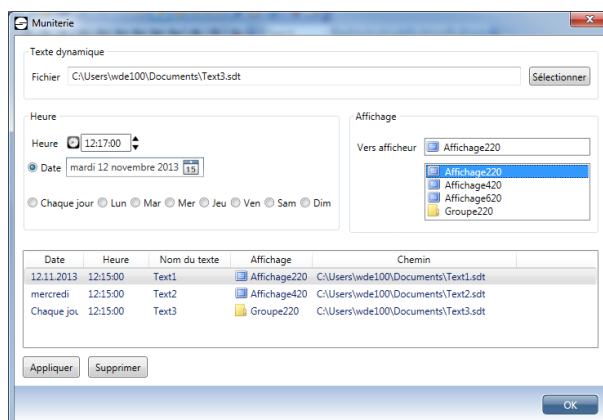 Muniterie
Texte dynamique
Fichier C:\Users\wde100\Documents\Text3.sdt Sélectionner
Heure
Heure 12:17:00
Date mardi 12 novembre 2013 15
Chaque jour Lun Mar Mer Jeu Ven Sam Dim
Affichage
Vers afficheur Affichage220
Affichage220
Affichage420
Affichage620
Groupe220
Date Heure Nom du texte Affichage Chemin
12.11.2013 12:15:00 Text1 Affichage220 C:\Users\wde100\Documents\Text1.sdt
mercredi 12:15:00 Text2 Affichage420 C:\Users\wde100\Documents\Text2.sdt
Chaque jou 12:15:00 Text3 Groupe220 C:\Users\wde100\Documents\Text3.sdt
Appliquer Supprimer
OK